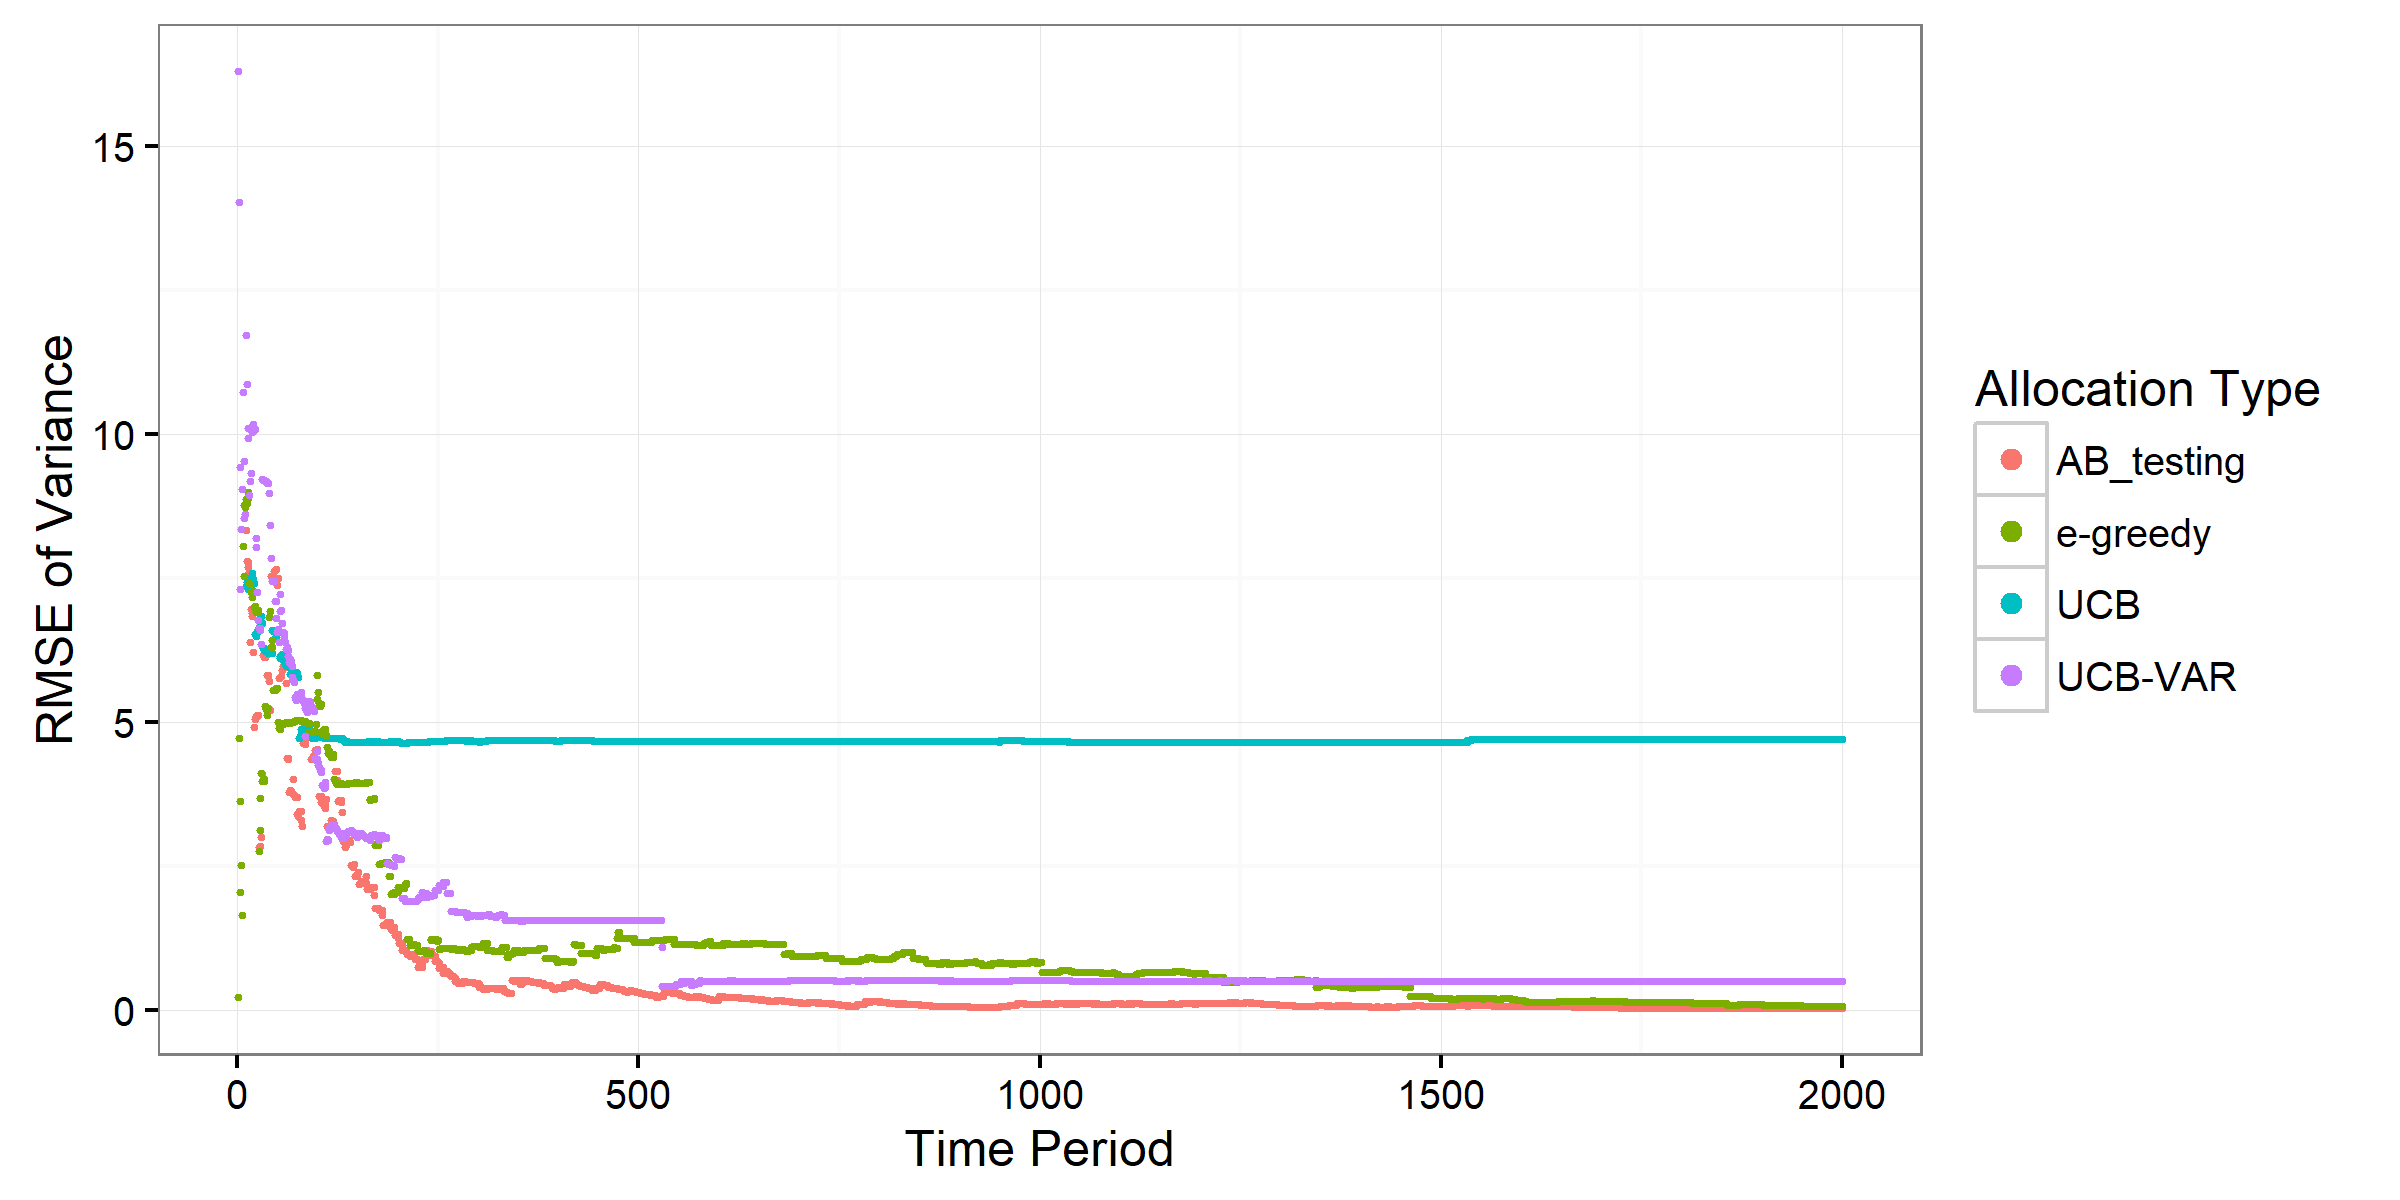 RMSE of Variance
15
10
5
0
0 500 1000 1500 2000
Time Period
Allocation Type
AB_testing
e-greedy
UCB
UCB-VAR